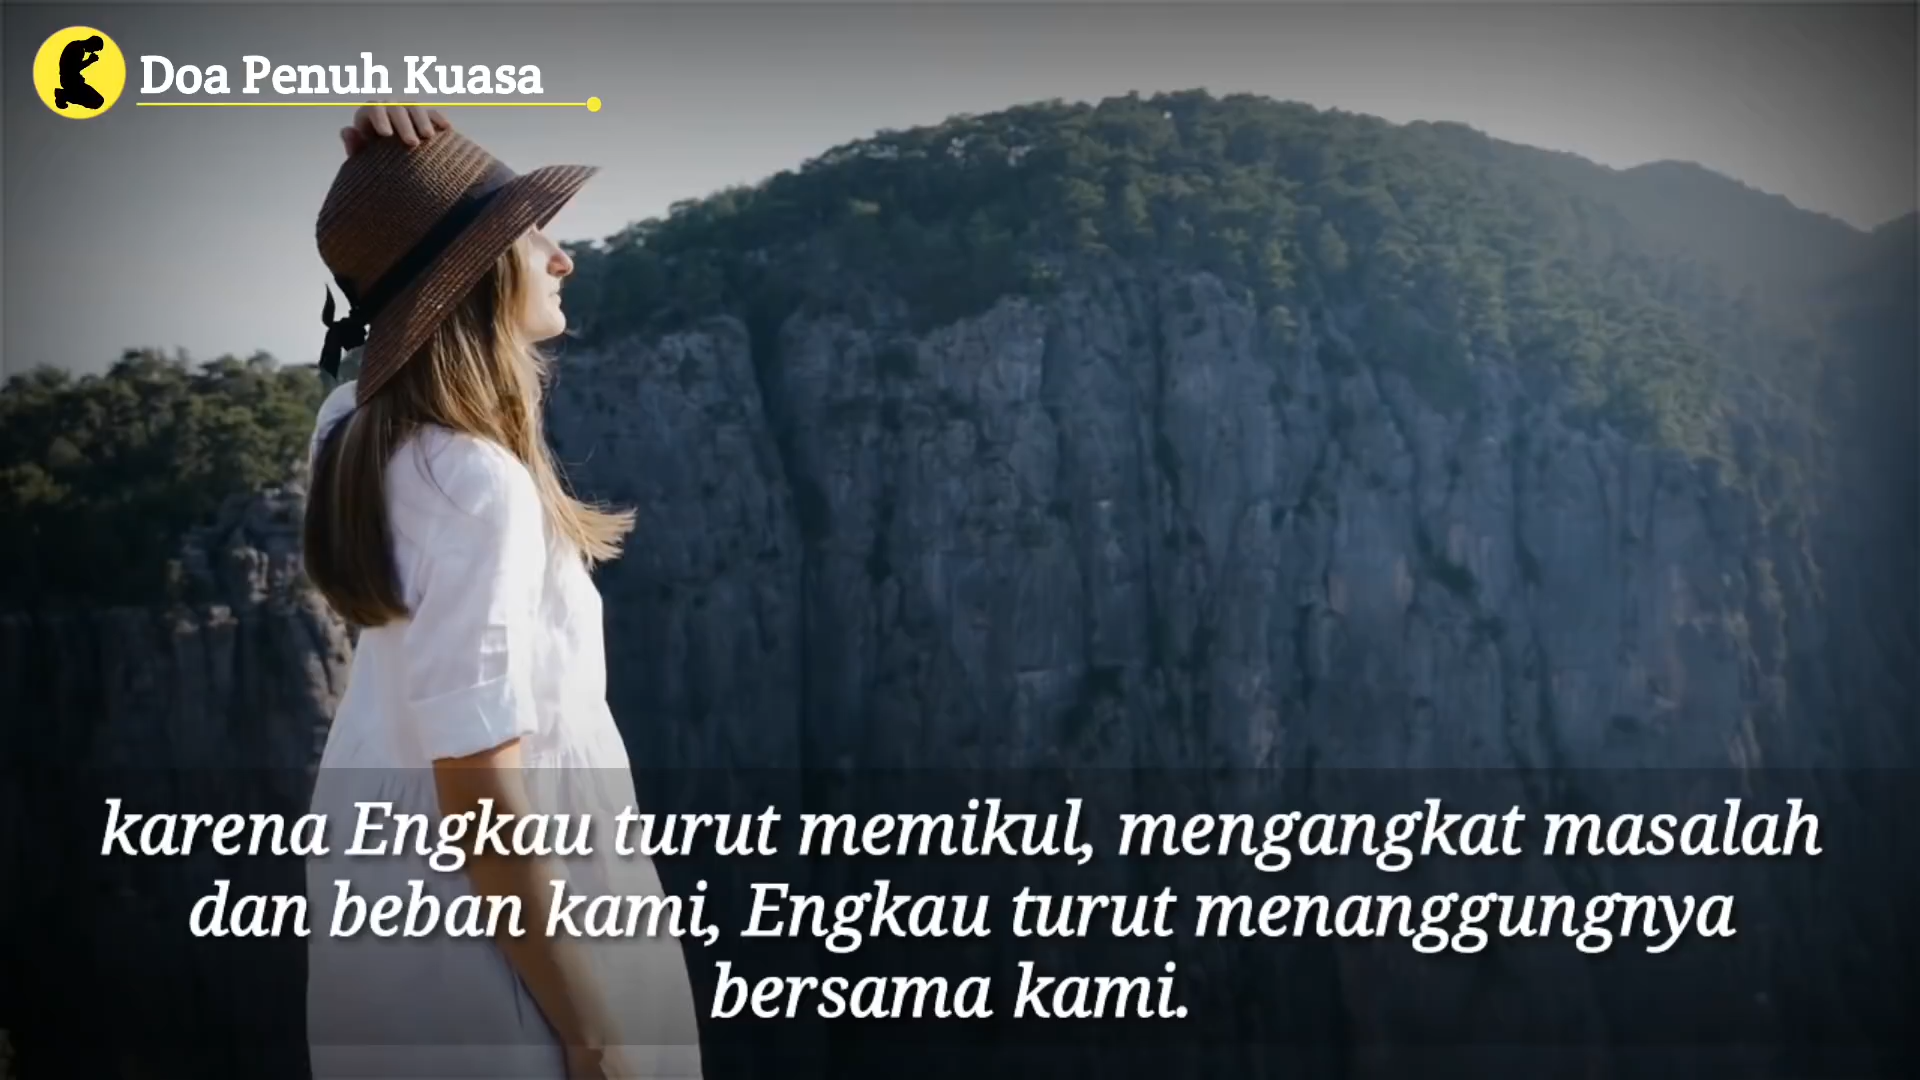 Doa Penuh Kuasa
karena Engkau turut memikul, mengangkat masalah
dan beban kami, Engkau turut menanggungnya
bersama kami.